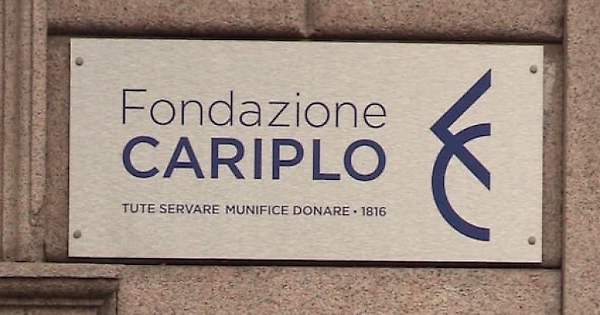 Fondazione
CARIPLO
TUTE SERVARE MUNIFICE DONARE • 1816